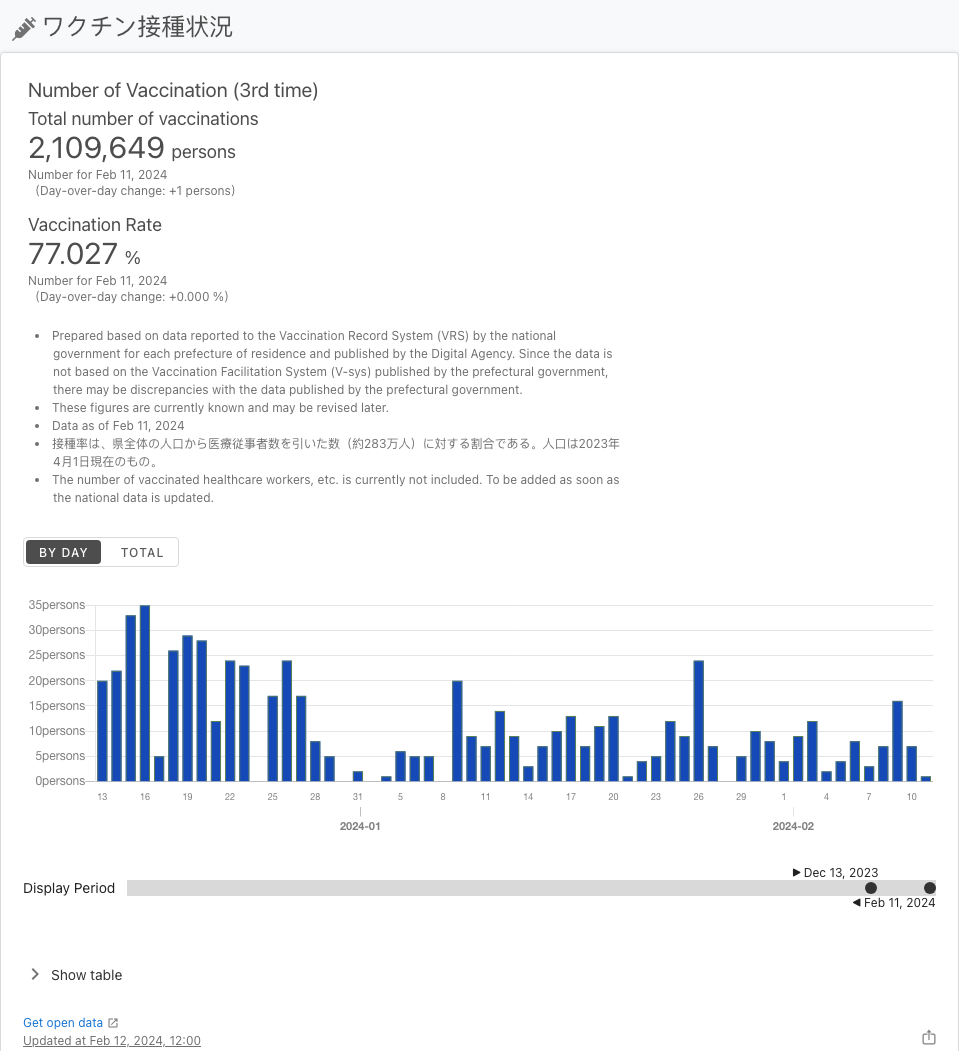 ワクチン接種状況
Number of Vaccination (3rd time)
Total number of vaccinations
2,109,649 persons
Number for Feb 11, 2024
(Day-over-day change: +1 persons)
Vaccination Rate
77.027 %
Number for Feb 11, 2024
(Day-over-day change: +0.000 %)
• Prepared based on data reported to the Vaccination Record System (VRS) by the national
government for each prefecture of residence and published by the Digital Agency. Since the data is
not based on the Vaccination Facilitation System (V-sys) published by the prefectural government,
there may be discrepancies with the data published by the prefectural government.
• These figures are currently known and may be revised later.
• Data as of Feb 11, 2024
• 接種率は、県全体の人口から医療従事者数を引いた数（約283万人）に対する割合である。人口は2023年
4月1日現在のもの。
• The number of vaccinated healthcare workers, etc. is currently not included. To be added as soon as
the national data is updated.
BY DAY TOTAL
35persons
30persons
25persons
20persons
15persons
10persons
5persons
0persons
13 16 19 22 25 28 31 5 8 11 14 17 20 23 26 29 1 4 7 10
2024-01 2024-02
Dec 13, 2023
Display Period
Feb 11, 2024
Show table
Get open data
Updated at Feb 12, 2024, 12:00